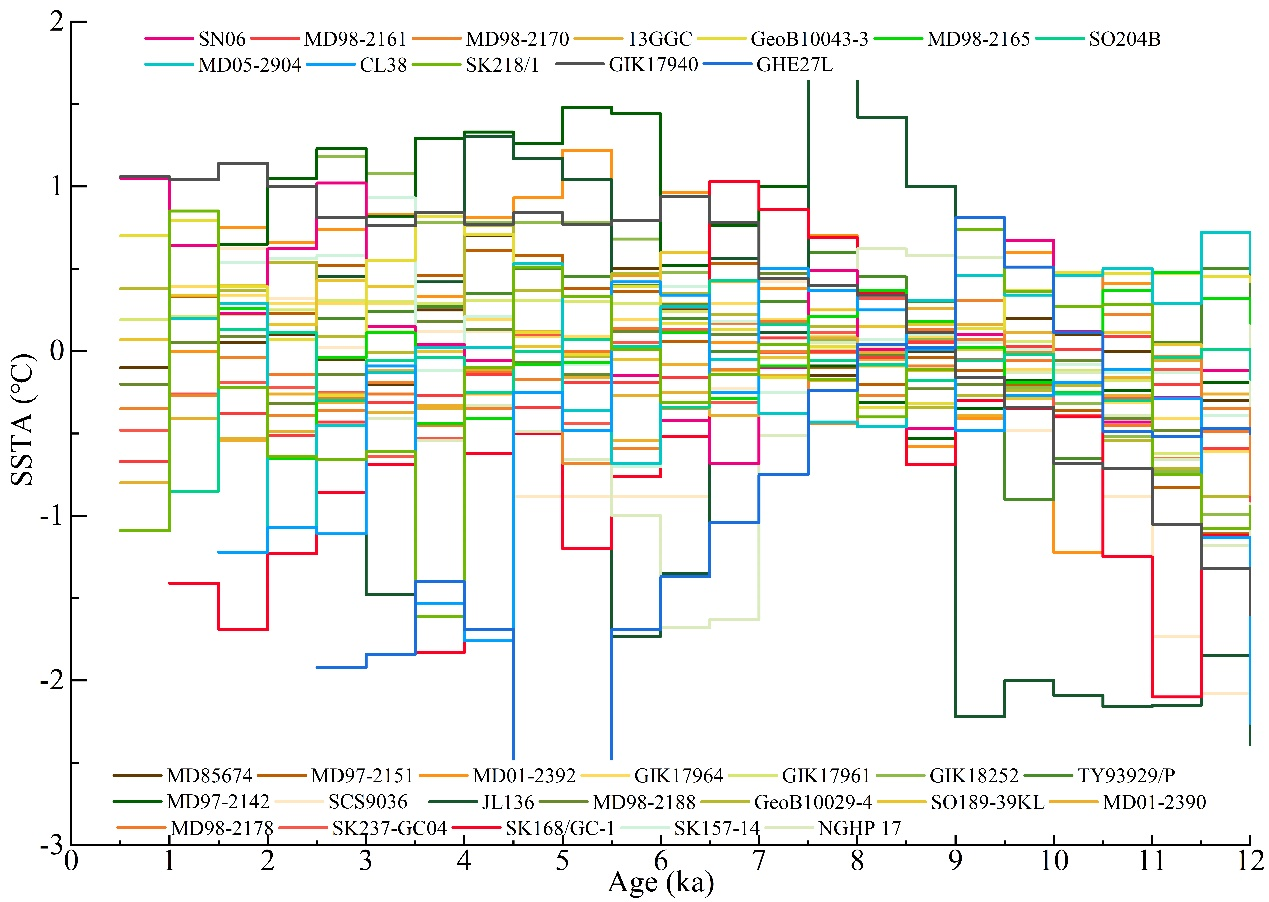 2
SN06 MD98-2161 MD98-2170 13GGC GeoB10043-3 MD98-2165 SO204B
MD05-2904 CL38 SK218/1 GIK17940 GHE27L
1
0
SSTA (℃)
-1
-2
MD85674 MD97-2151 MD01-2392 GIK17964 GIK17961 GIK18252 TY93929/P
MD97-2142 SCS9036 JL136 MD98-2188 GeoB10029-4 SO189-39KL MD01-2390
MD98-2178 SK237-GC04 SK168/GC-1 SK157-14 NGHP 17
-3
0 1 2 3 4 5 6 7 8 9 10 11 12
Age (ka)